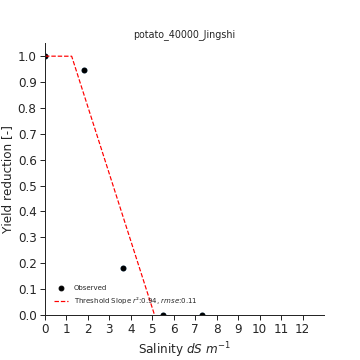 potato_40000_Jingshi
1.0
0.9
0.8
0.7
0.6
0.5
0.4
0.3
0.2
0.1
0.0
Yield reduction [-]
Observed
Threshold Slope r²:0.94, rmse:0.11
0 1 2 3 4 5 6 7 8 9 10 11 12
Salinity dS m⁻¹